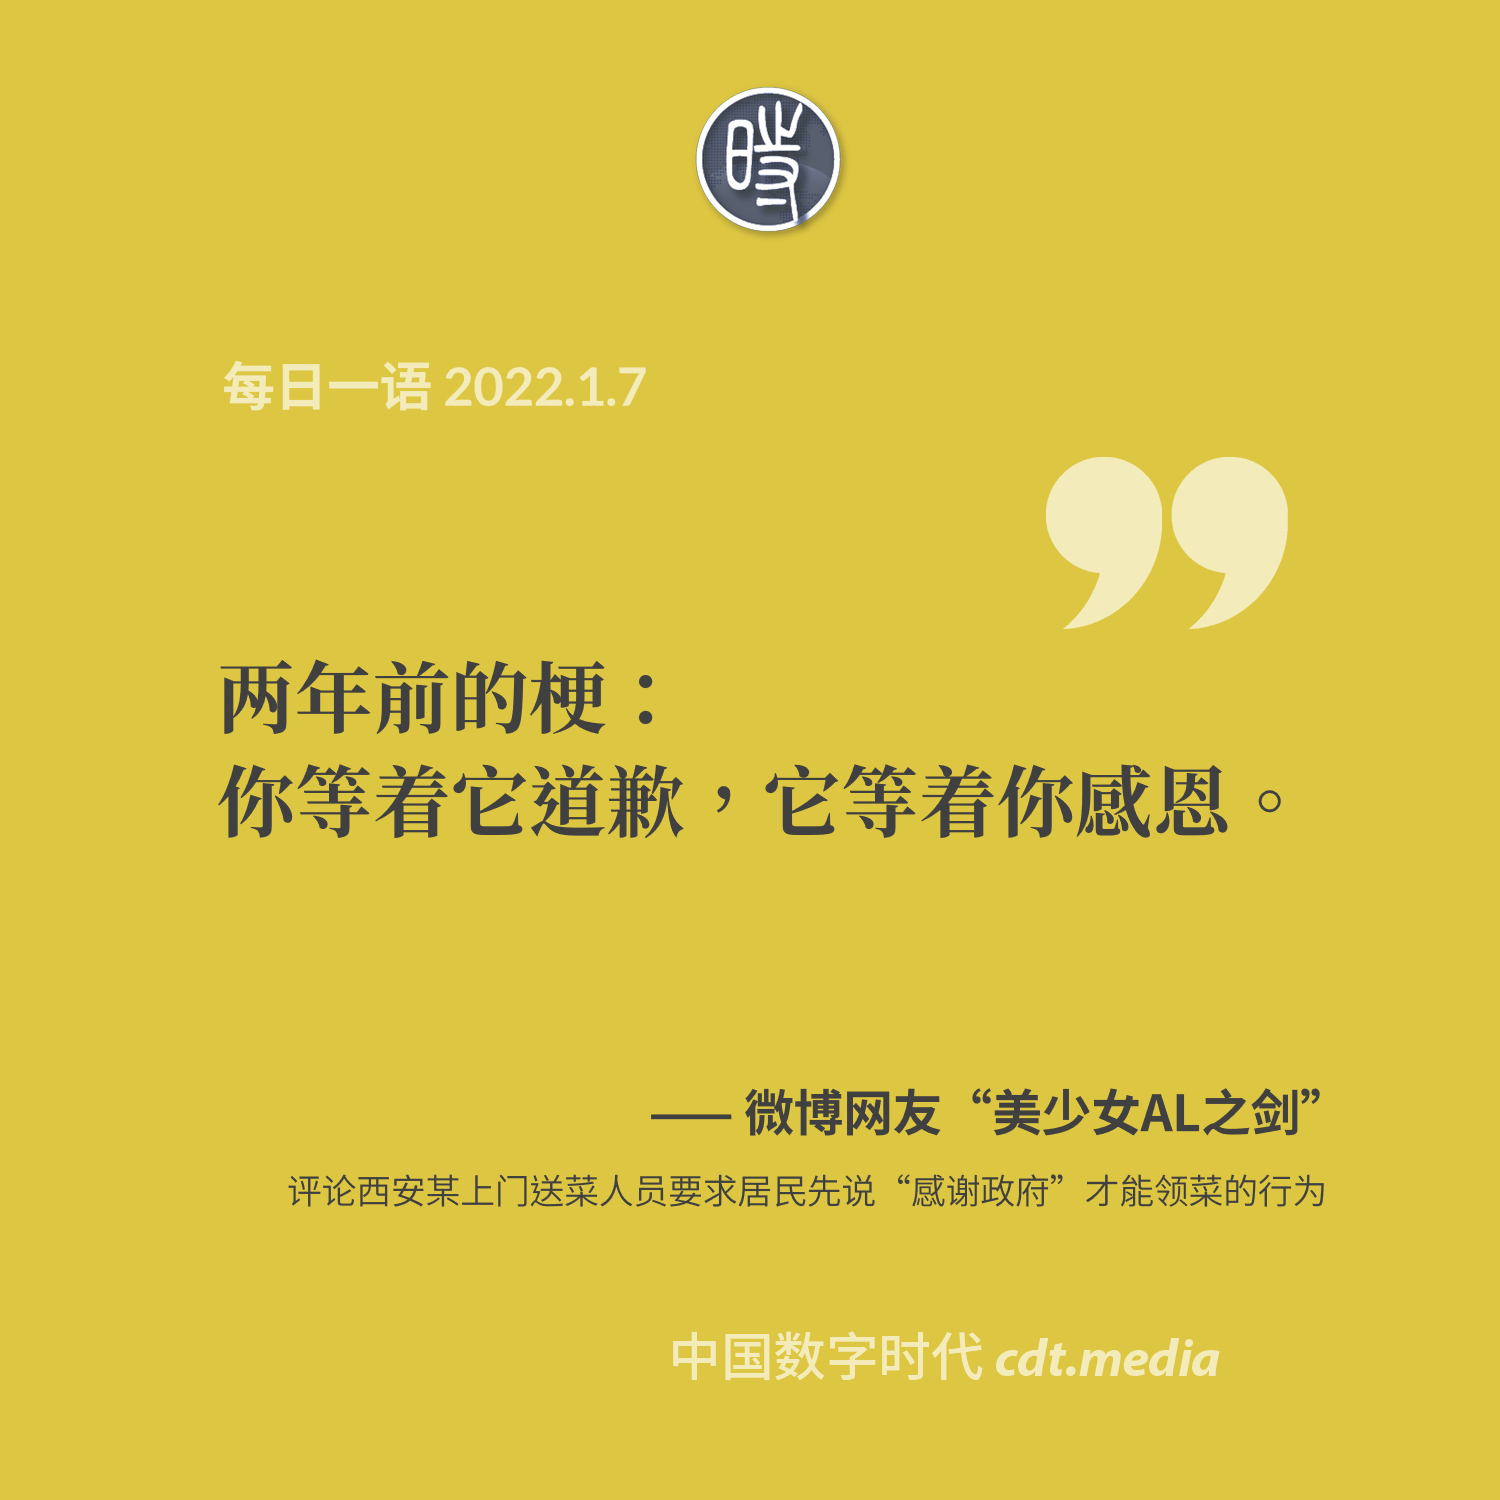 時
每日一语 2022.1.7
”
两年前的梗：
你等着它道歉，它等着你感恩。
—— 微博网友“美少女AL之剑”
评论西安某上门送菜人员要求居民先说“感谢政府”才能领菜的行为
中国数字时代 cdt.media